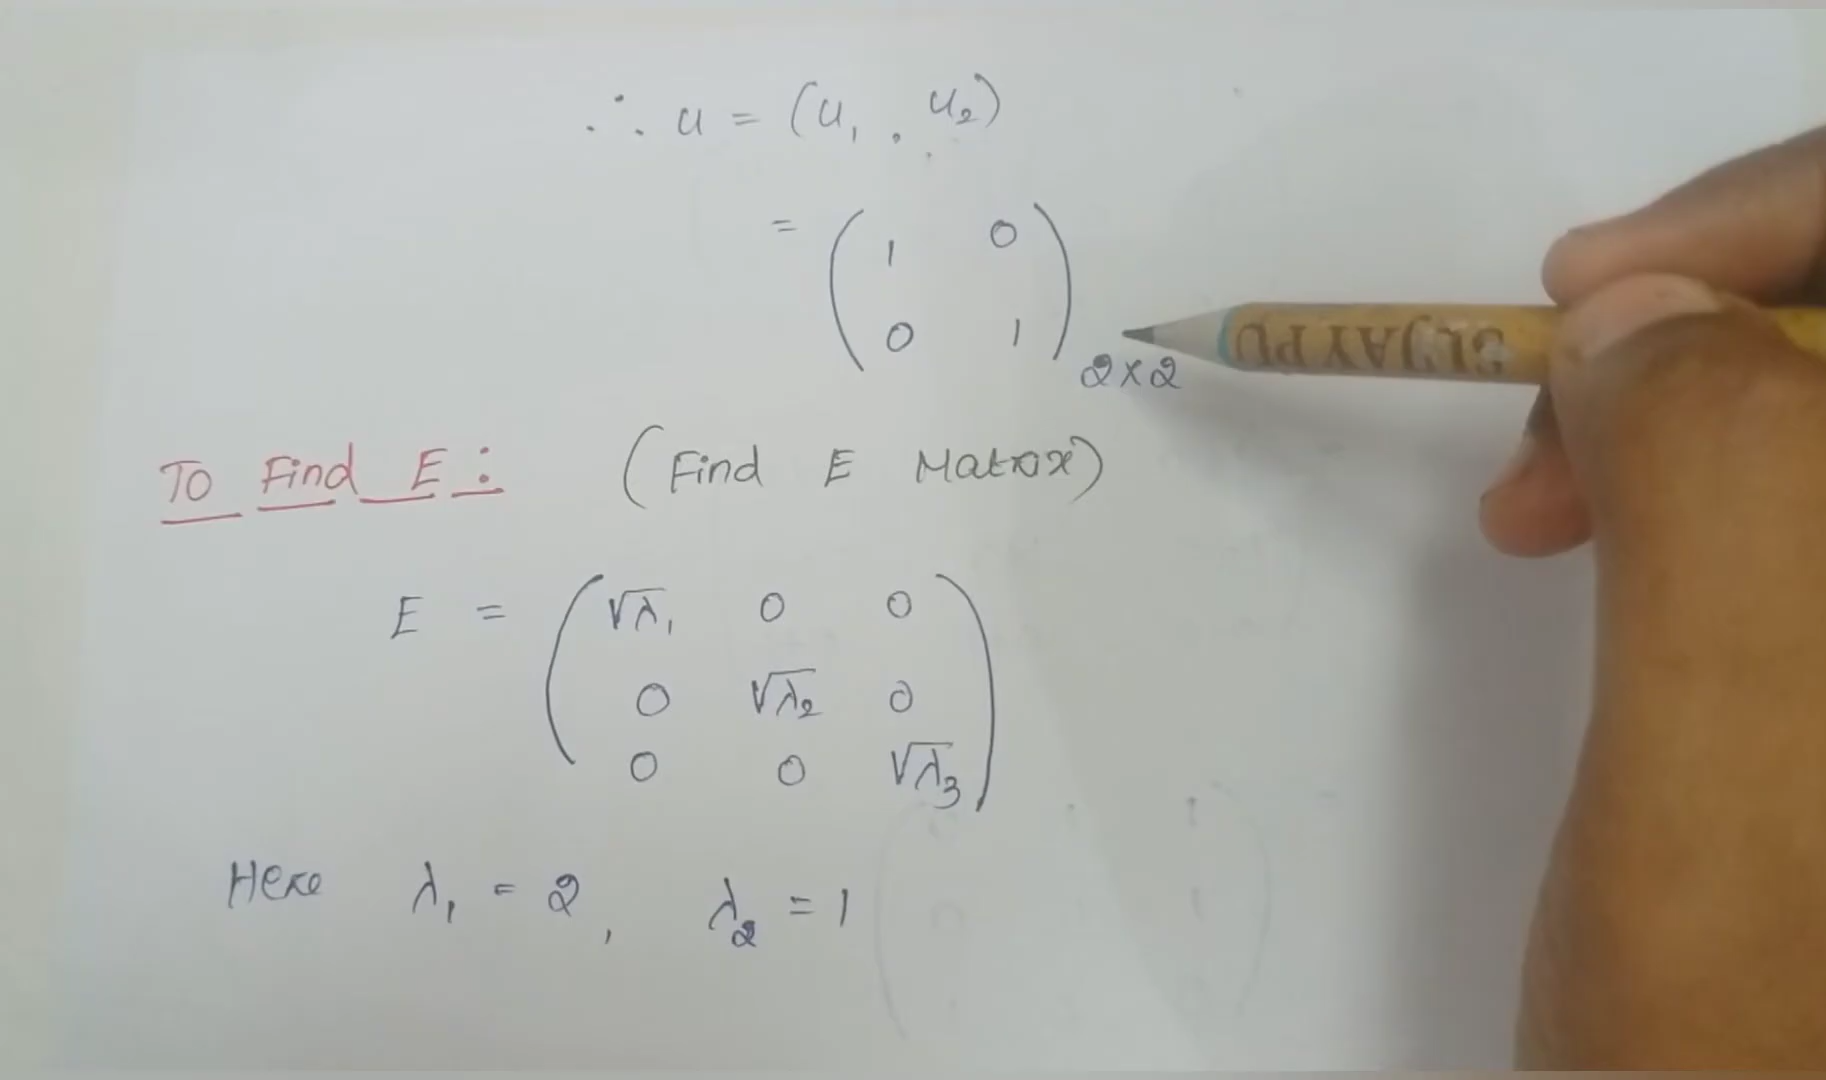 ∴ u = (u₁ . u₂)
= ( 1 0
0 1 ) 2×2
To Find E : (Find E Matrix)
E = ( √λ₁ 0 0
0 √λ₂ 0
0 0 √λ₃ )
Here λ₁ = 2 , λ₂ = 1